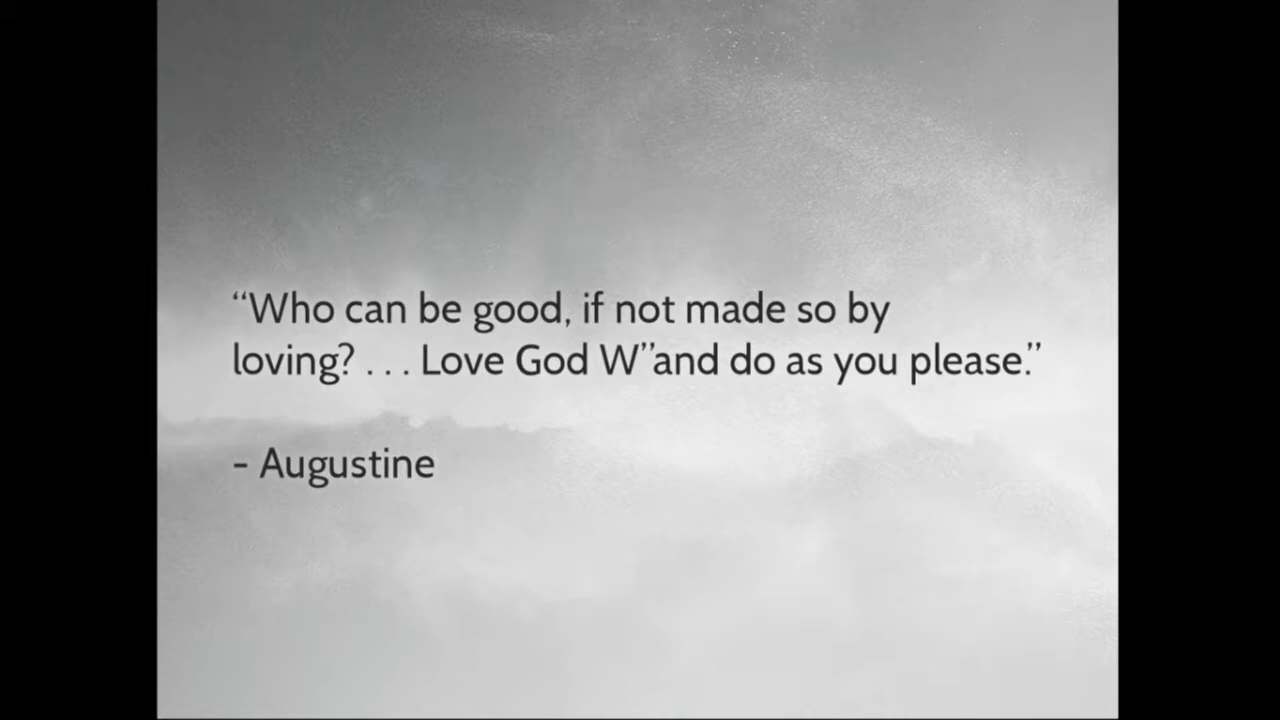 “Who can be good, if not made so by
loving? . . . Love God W”and do as you please.”
- Augustine